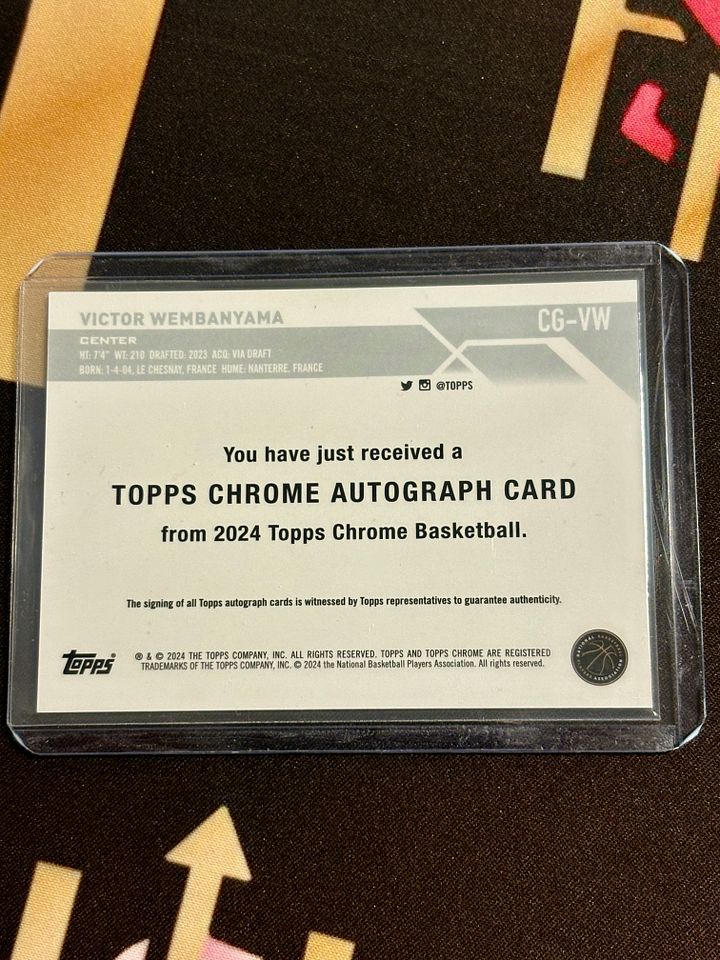 VICTOR WEMBANYAMA
CG-VW
CENTER
HT: 7'4" WT: 210 DRAFTED: 2023 ACQ: VIA DRAFT
BORN: 1-4-04, LE CHESNAY, FRANCE HOME: NANTERRE, FRANCE
@TOPPS
You have just received a
TOPPS CHROME AUTOGRAPH CARD
from 2024 Topps Chrome Basketball.
The signing of all Topps autograph cards is witnessed by Topps representatives to guarantee authenticity.
topps®
® & © 2024 THE TOPPS COMPANY, INC. ALL RIGHTS RESERVED. TOPPS AND TOPPS CHROME ARE REGISTERED
TRADEMARKS OF THE TOPPS COMPANY, INC. © 2024 the National Basketball Players Association. All rights reserved.
NATIONAL BASKETBALL
PLAYERS ASSOCIATION